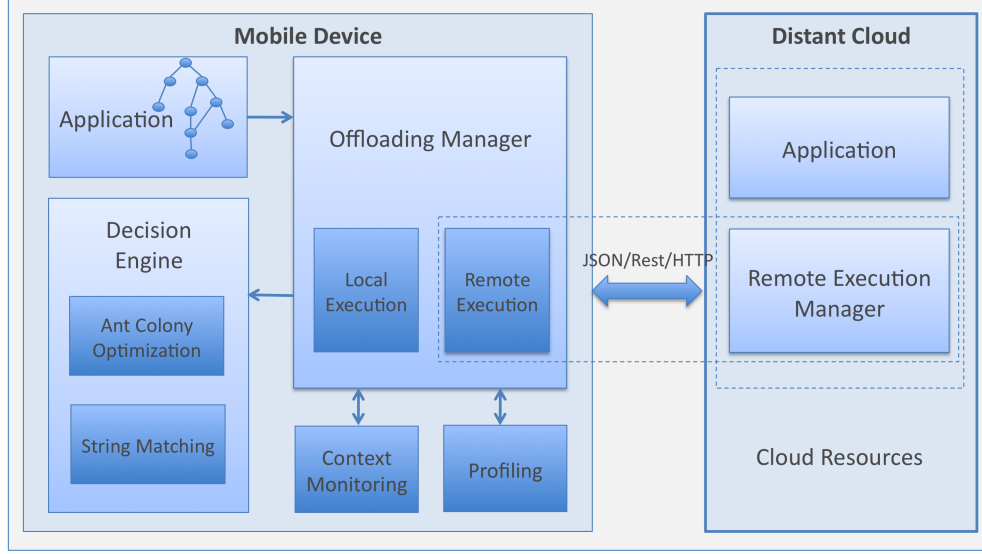 Mobile Device
Application
Offloading Manager
Decision
Engine
Ant Colony
Optimization
String Matching
Local
Execution
Remote
Execution
Context
Monitoring
Profiling
JSON/Rest/HTTP
Distant Cloud
Application
Remote Execution
Manager
Cloud Resources